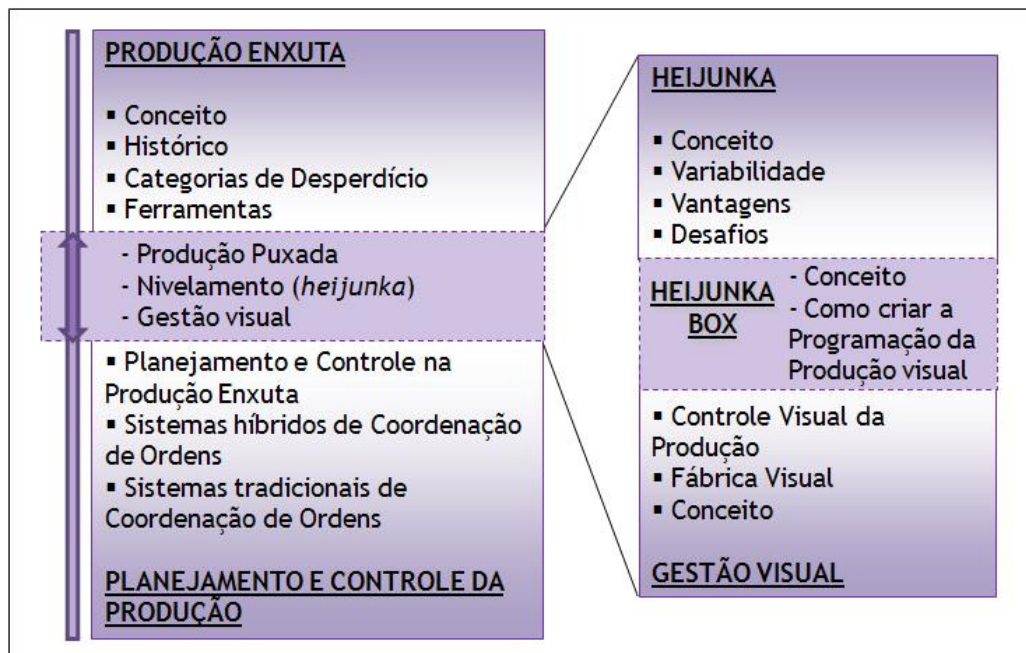 PRODUÇÃO ENXUTA
▪ Conceito
▪ Histórico
▪ Categorias de Desperdício
▪ Ferramentas
- Produção Puxada
- Nivelamento (heijunka)
- Gestão visual
▪ Planejamento e Controle na
Produção Enxuta
▪ Sistemas híbridos de Coordenação
de Ordens
▪ Sistemas tradicionais de
Coordenação de Ordens
PLANEJAMENTO E CONTROLE DA
PRODUÇÃO
HEIJUNKA
▪ Conceito
▪ Variabilidade
▪ Vantagens
▪ Desafios
HEIJUNKA
BOX
- Conceito
- Como criar a
Programação da
Produção visual
▪ Controle Visual da
Produção
▪ Fábrica Visual
▪ Conceito
GESTÃO VISUAL